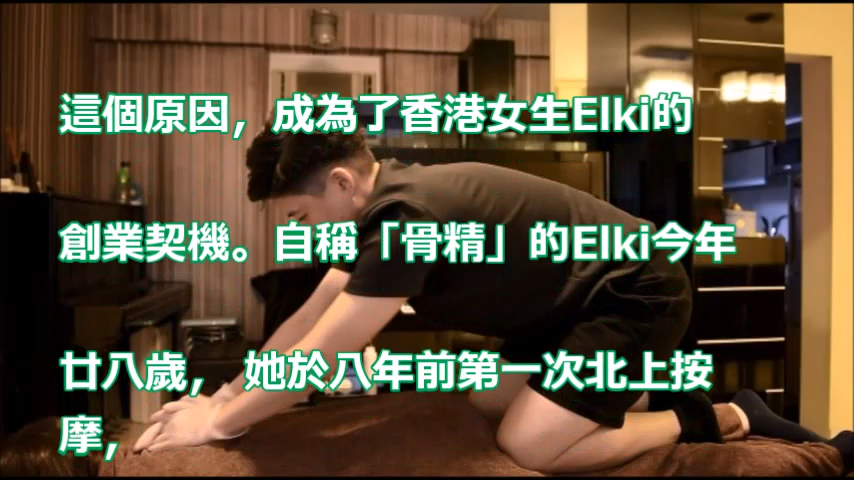 這個原因，成為了香港女生Elki的
創業契機。自稱「骨精」的Elki今年
廿八歲， 她於八年前第一次北上按
摩，